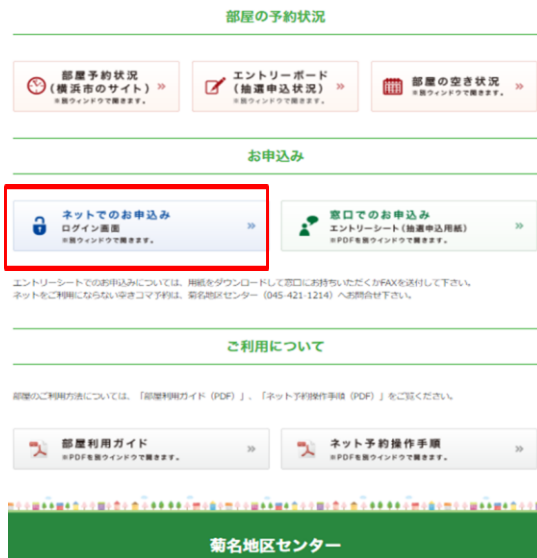 部屋の予約状況
部屋予約状況
(横浜市のサイト) »
※別ウィンドウで開きます。
エントリーボード
(抽選申込状況) »
※別ウィンドウで開きます。
部屋の空き状況 »
※別ウィンドウで開きます。
お申込み
ネットでのお申込み
ログイン画面 »
※別ウィンドウで開きます。
窓口でのお申込み
エントリーシート(抽選申込用紙) »
※PDFをご覧ください。
エントリーシートでのお申込みについては、用紙をダウンロードして窓口にお持ちいただくかFAXを送付して下さい。
ネットをご利用にならない空きコマ予約は、菊名地区センター（045-421-1214）へお問合せ下さい。
ご利用について
部屋のご利用方法については、「部屋利用ガイド（PDF）」、「ネット予約操作手順（PDF）」をご覧ください。
部屋利用ガイド »
※PDFを別ウインドウで開きます。
ネット予約操作手順 »
※PDFを別ウインドウで開きます。
菊名地区センター